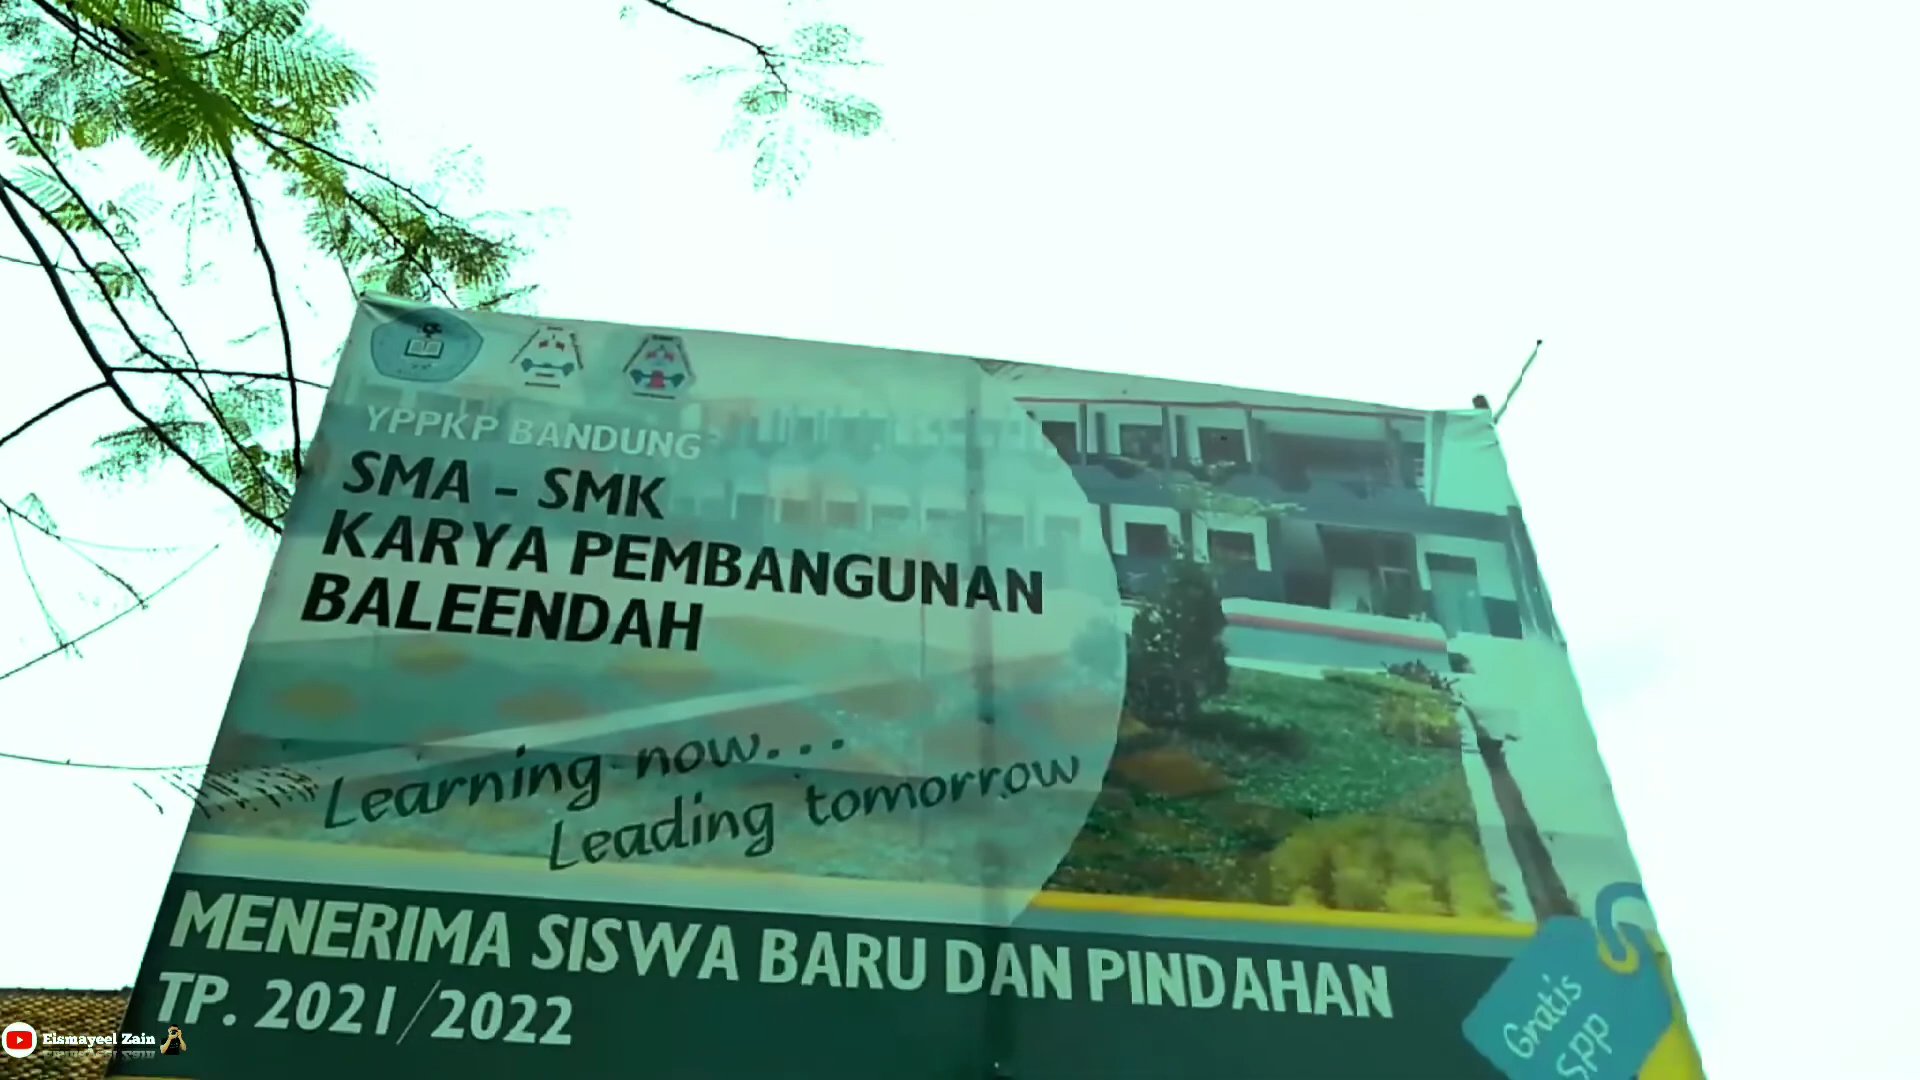 YPPKP BANDUNG
SMA - SMK
KARYA PEMBANGUNAN
BALEENDAH
Learning now...
Leading tomorrow
MENERIMA SISWA BARU DAN PINDAHAN
TP. 2021/2022
Gratis
SPP
Eismayeel Zain